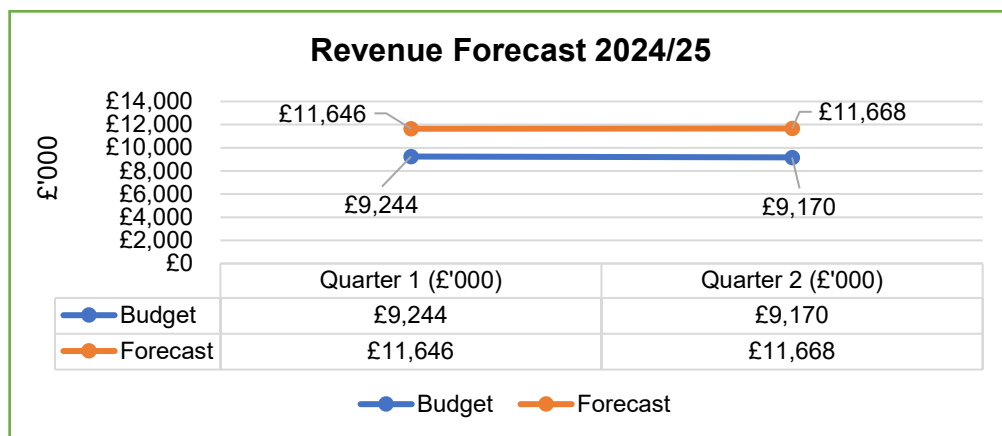 Revenue Forecast 2024/25
£'000
£14,000
£12,000
£10,000
£8,000
£6,000
£4,000
£2,000
£0
£11,646
£11,668
£9,244
£9,170
Quarter 1 (£'000) Quarter 2 (£'000)
Budget £9,244 £9,170
Forecast £11,646 £11,668
Budget Forecast